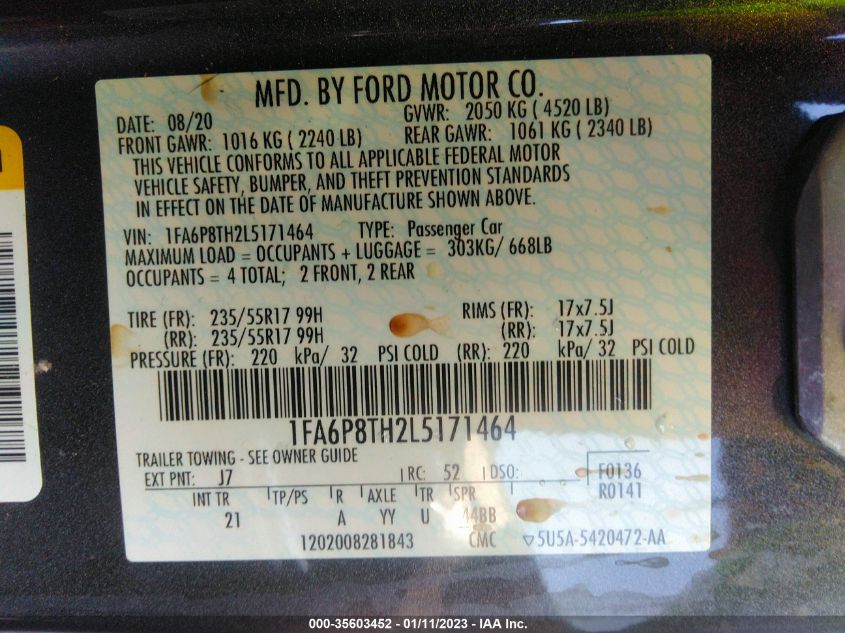 MFD. BY FORD MOTOR CO.
DATE: 08/20 GVWR: 2050 KG ( 4520 LB)
FRONT GAWR: 1016 KG ( 2240 LB) REAR GAWR: 1061 KG ( 2340 LB)
THIS VEHICLE CONFORMS TO ALL APPLICABLE FEDERAL MOTOR
VEHICLE SAFETY, BUMPER, AND THEFT PREVENTION STANDARDS
IN EFFECT ON THE DATE OF MANUFACTURE SHOWN ABOVE.
VIN: 1FA6P8TH2L5171464 TYPE: Passenger Car
MAXIMUM LOAD = OCCUPANTS + LUGGAGE = 303KG/ 668LB
OCCUPANTS = 4 TOTAL; 2 FRONT, 2 REAR
TIRE (FR): 235/55R17 99H RIMS (FR): 17x7.5J
(RR): 235/55R17 99H (RR): 17x7.5J
PRESSURE (FR): 220 kPa/ 32 PSI COLD (RR): 220 kPa/ 32 PSI COLD
1FA6P8TH2L5171464
TRAILER TOWING - SEE OWNER GUIDE
EXT PNT: J7 RC: 52 DSO: F0136
R0141
INT TR TP/PS R AXLE TR SPR
21 A YY U 44BB
1202008281843 CMC ▽5U5A-5420472-AA
000-35603452 - 01/11/2023 - IAA Inc.